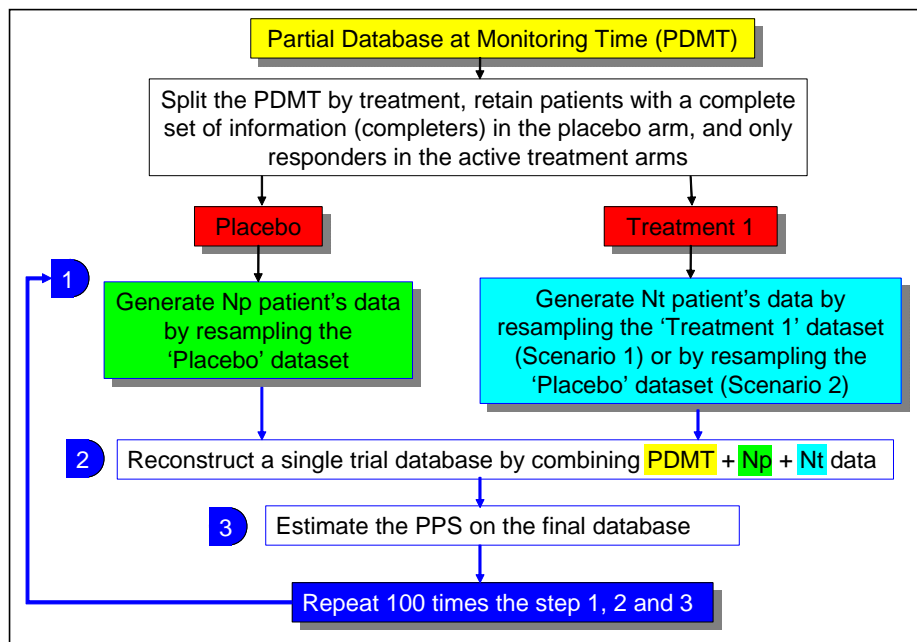 Partial Database at Monitoring Time (PDMT)
Split the PDMT by treatment, retain patients with a complete
set of information (completers) in the placebo arm, and only
responders in the active treatment arms
Placebo
Treatment 1
1
Generate Np patient's data
by resampling the
'Placebo' dataset
Generate Nt patient's data by
resampling the 'Treatment 1' dataset
(Scenario 1) or by resampling the
'Placebo' dataset (Scenario 2)
2
Reconstruct a single trial database by combining PDMT + Np + Nt data
3
Estimate the PPS on the final database
Repeat 100 times the step 1, 2 and 3